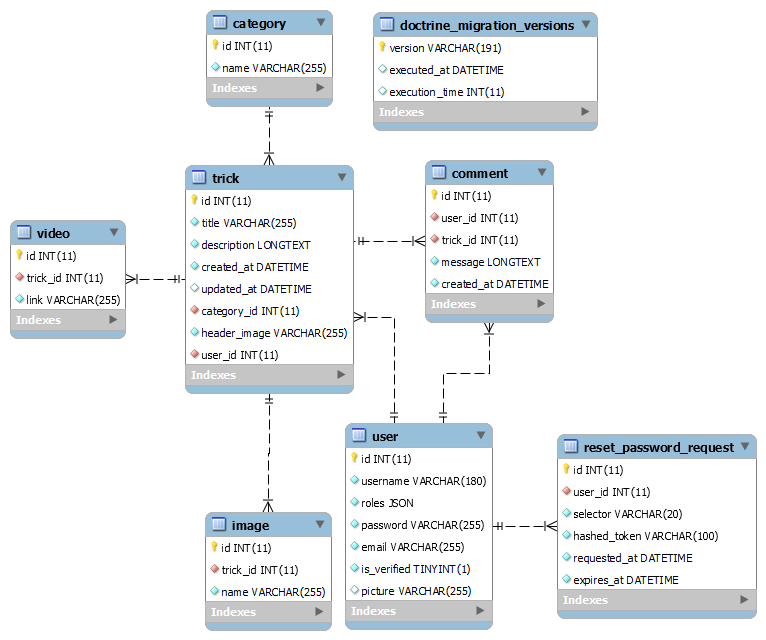 category
id INT(11)
name VARCHAR(255)
Indexes
doctrine_migration_versions
version VARCHAR(191)
executed_at DATETIME
execution_time INT(11)
Indexes
trick
id INT(11)
title VARCHAR(255)
description LONGTEXT
created_at DATETIME
updated_at DATETIME
category_id INT(11)
header_image VARCHAR(255)
user_id INT(11)
Indexes
comment
id INT(11)
user_id INT(11)
trick_id INT(11)
message LONGTEXT
created_at DATETIME
Indexes
video
id INT(11)
trick_id INT(11)
link VARCHAR(255)
Indexes
user
id INT(11)
username VARCHAR(180)
roles JSON
password VARCHAR(255)
email VARCHAR(255)
is_verified TINYINT(1)
picture VARCHAR(255)
Indexes
reset_password_request
id INT(11)
user_id INT(11)
selector VARCHAR(20)
hashed_token VARCHAR(100)
requested_at DATETIME
expires_at DATETIME
Indexes
image
id INT(11)
trick_id INT(11)
name VARCHAR(255)
Indexes